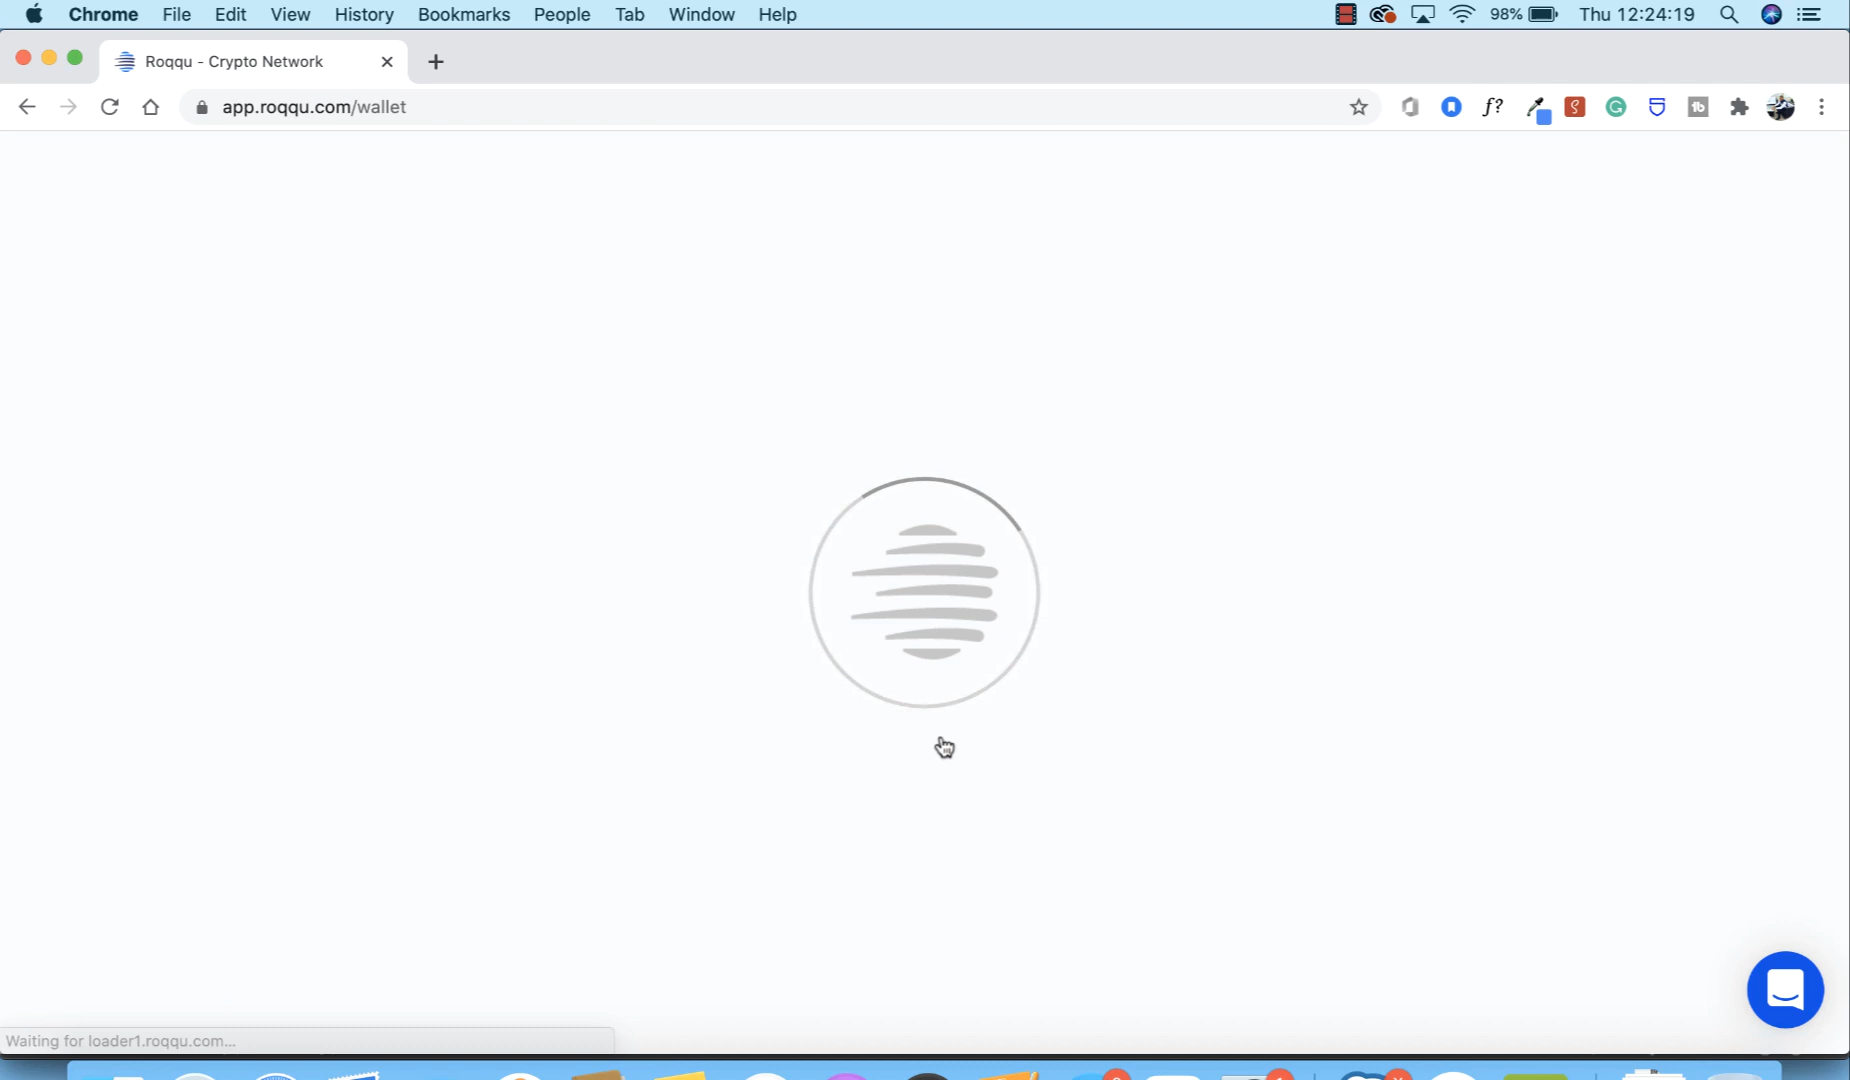 Chrome File Edit View History Bookmarks People Tab Window Help 98% Thu 12:24:19
Roqqu - Crypto Network
app.roqqu.com/wallet
f?
Waiting for loader1.roqqu.com...